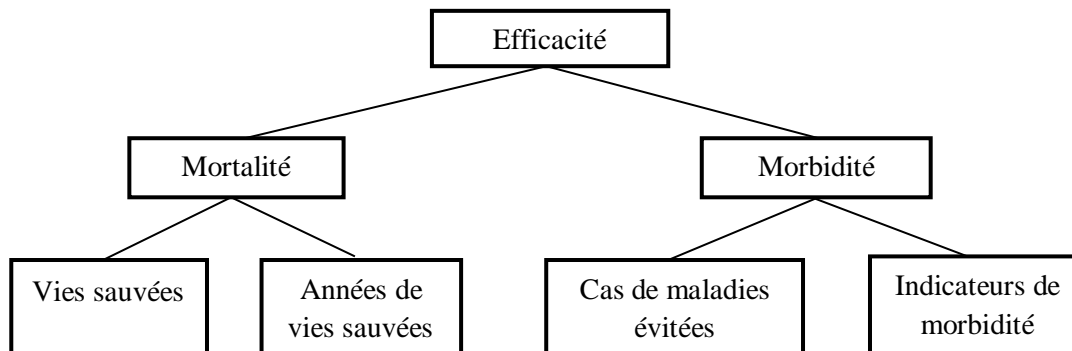 Efficacité
Mortalité
Morbidité
Vies sauvées
Années de
vies sauvées
Cas de maladies
évitées
Indicateurs de
morbidité